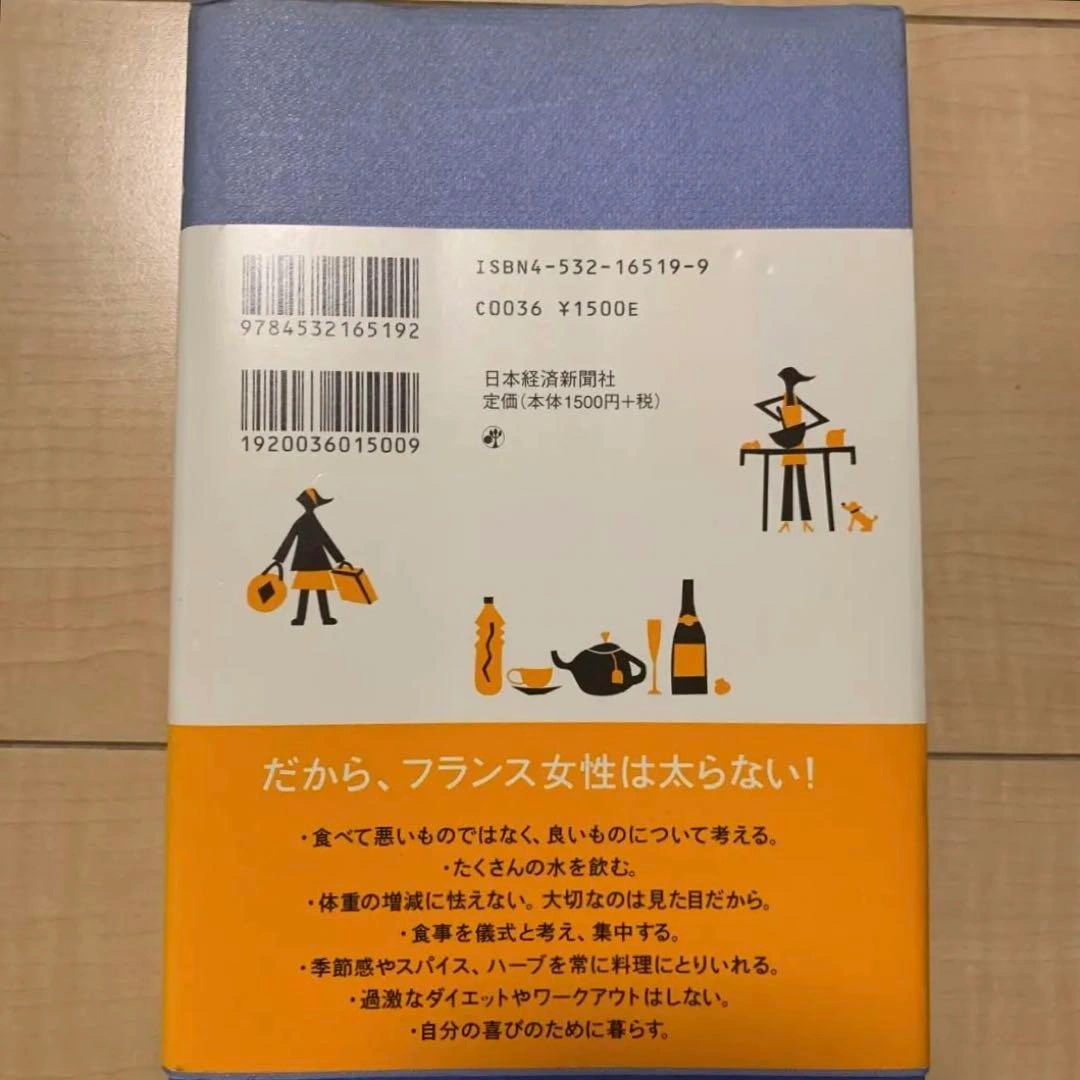 ISBN4-532-16519-9
C0036 ¥1500E
9784532165192
日本経済新聞社
定価(本体1500円+税)
1920036015009
だから、フランス女性は太らない!
・食べて悪いものではなく、良いものについて考える。
・たくさんの水を飲む。
・体重の増減に怯えない。大切なのは見た目だから。
・食事を儀式と考え、集中する。
・季節感やスパイス、ハーブを常に料理にとりいれる。
・過激なダイエットやワークアウトはしない。
・自分の喜びのために暮らす。